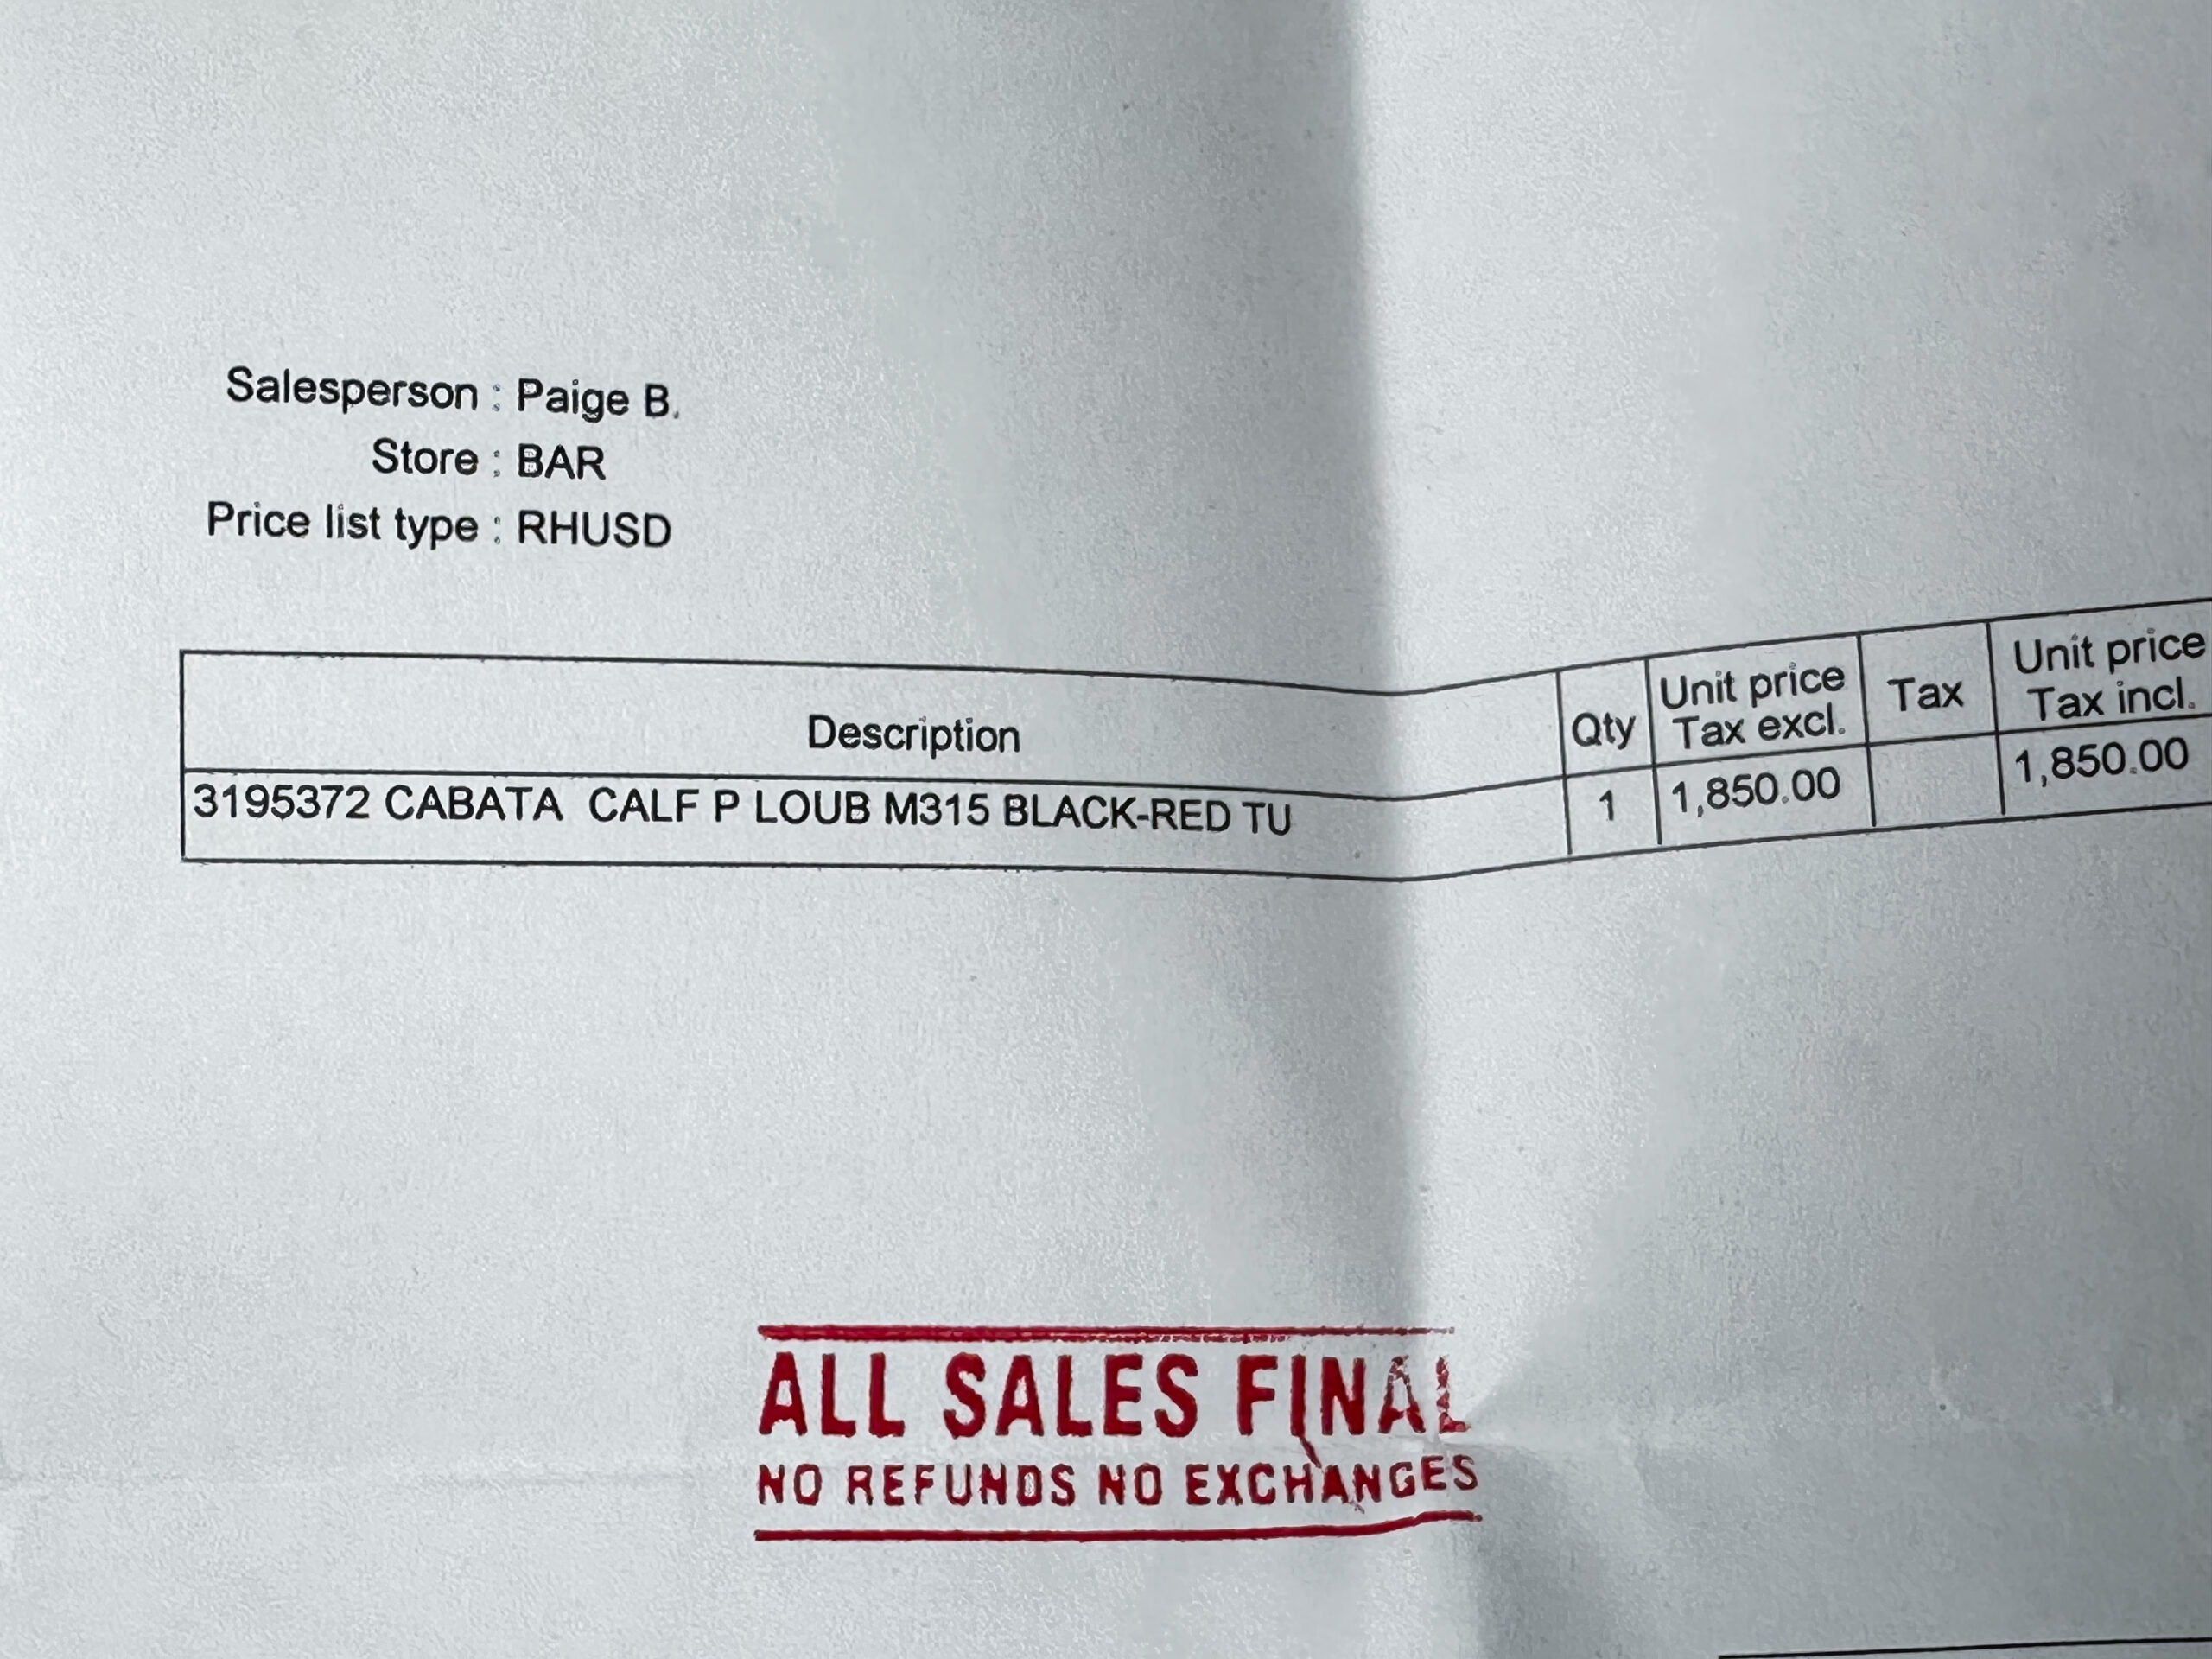 Salesperson : Paige B.
Store : BAR
Price list type : RHUSD
Description Qty Unit price Tax excl. Tax Unit price Tax incl.
3195372 CABATA CALF P LOUB M315 BLACK-RED TU 1 1,850.00 1,850.00
ALL SALES FINAL
NO REFUNDS NO EXCHANGES